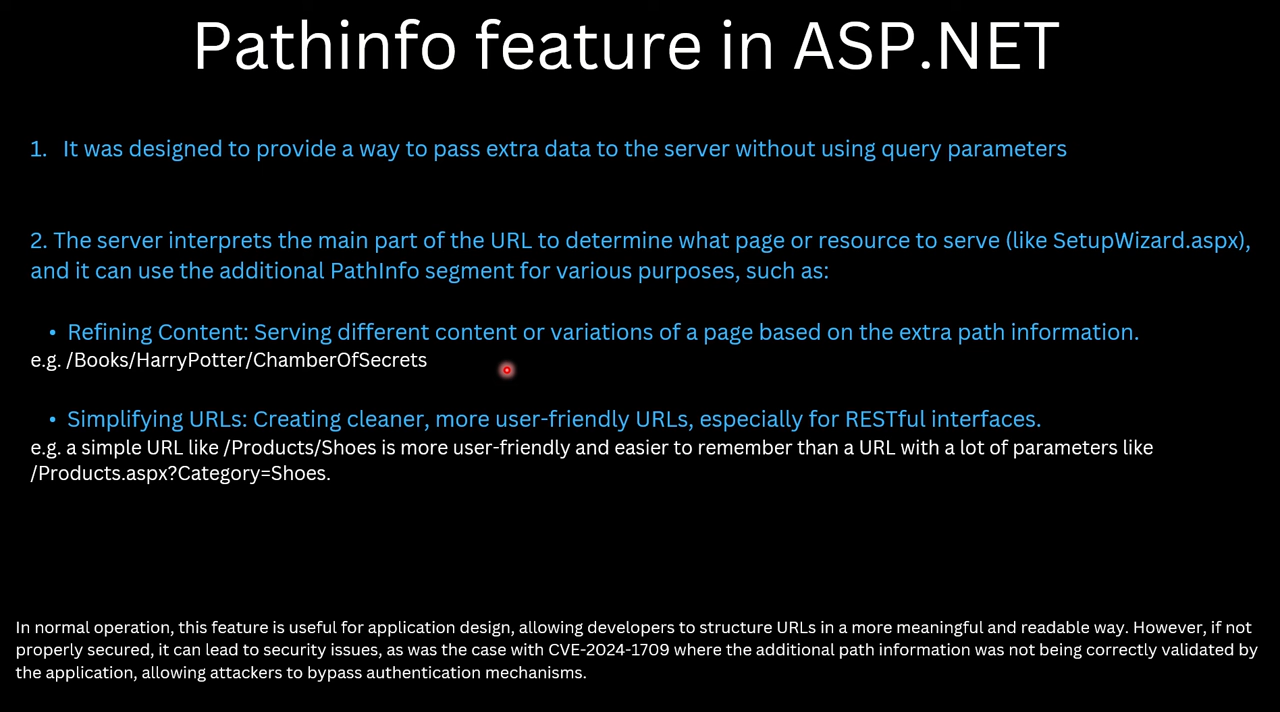 Pathinfo feature in ASP.NET
1. It was designed to provide a way to pass extra data to the server without using query parameters
2. The server interprets the main part of the URL to determine what page or resource to serve (like SetupWizard.aspx),
and it can use the additional PathInfo segment for various purposes, such as:
• Refining Content: Serving different content or variations of a page based on the extra path information.
e.g. /Books/HarryPotter/ChamberOfSecrets
• Simplifying URLs: Creating cleaner, more user-friendly URLs, especially for RESTful interfaces.
e.g. a simple URL like /Products/Shoes is more user-friendly and easier to remember than a URL with a lot of parameters like
/Products.aspx?Category=Shoes.
In normal operation, this feature is useful for application design, allowing developers to structure URLs in a more meaningful and readable way. However, if not
properly secured, it can lead to security issues, as was the case with CVE-2024-1709 where the additional path information was not being correctly validated by
the application, allowing attackers to bypass authentication mechanisms.